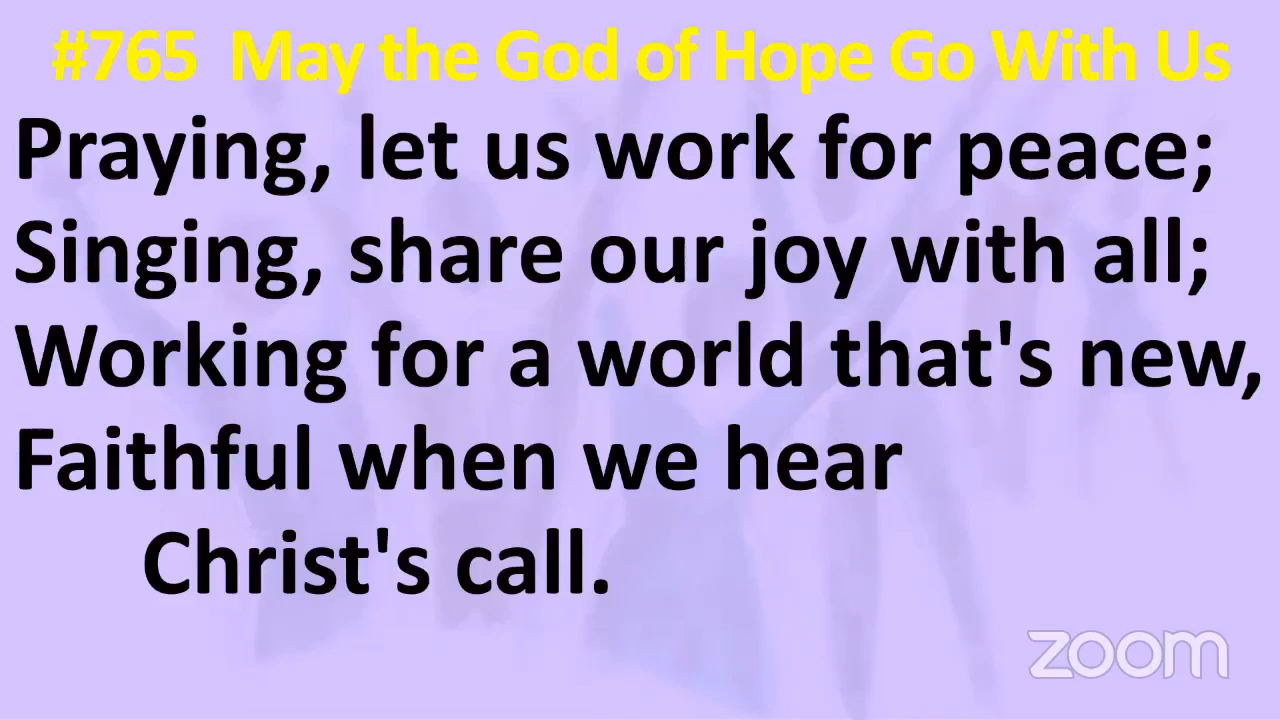 #765 May the God of Hope Go With Us
Praying, let us work for peace;
Singing, share our joy with all;
Working for a world that's new,
Faithful when we hear
Christ's call.
zoom